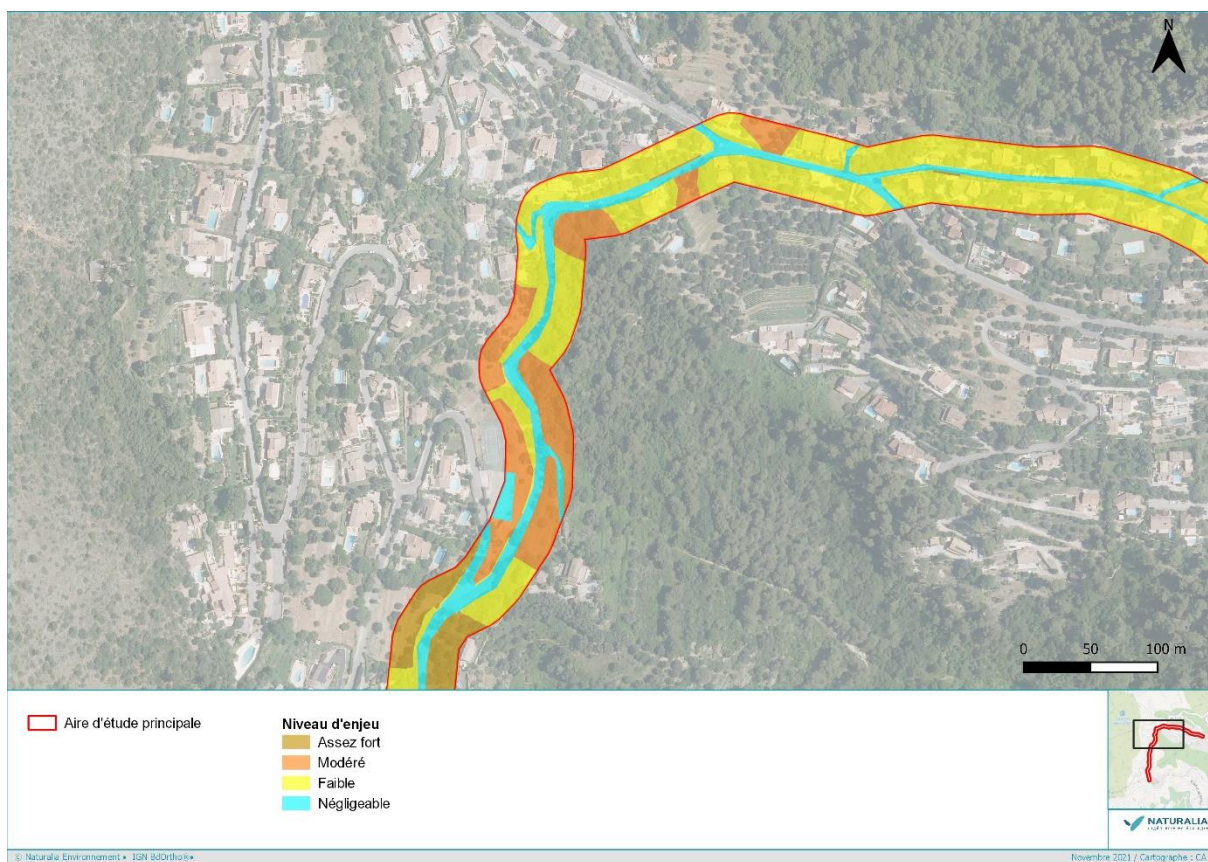 N
0 50 100 m
Aire d'étude principale
Niveau d'enjeu
Assez fort
Modéré
Faible
Négligeable
NATURALIA
© Naturalia Environnement • IGN BdOrtho®•
Novembre 2021 / Cartographe : CA